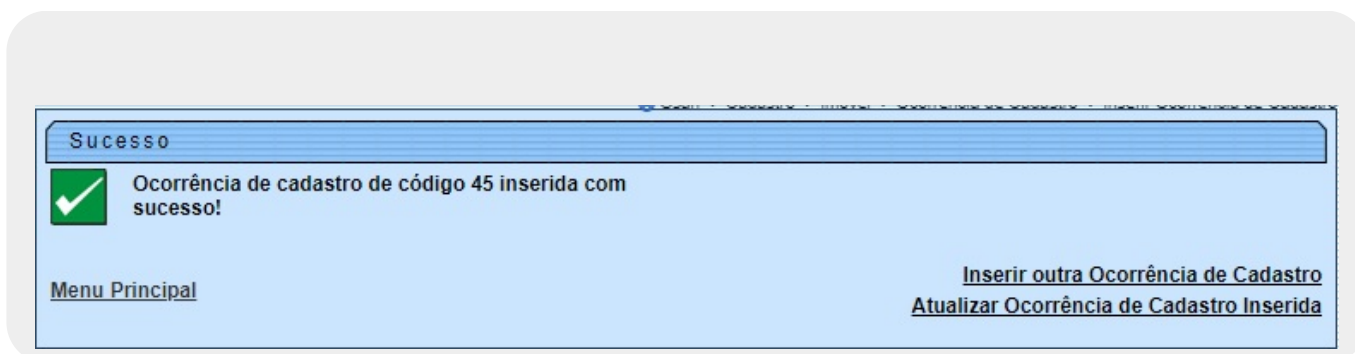 Sucesso
Ocorrência de cadastro de código 45 inserida com
sucesso!
Menu Principal
Inserir outra Ocorrência de Cadastro
Atualizar Ocorrência de Cadastro Inserida